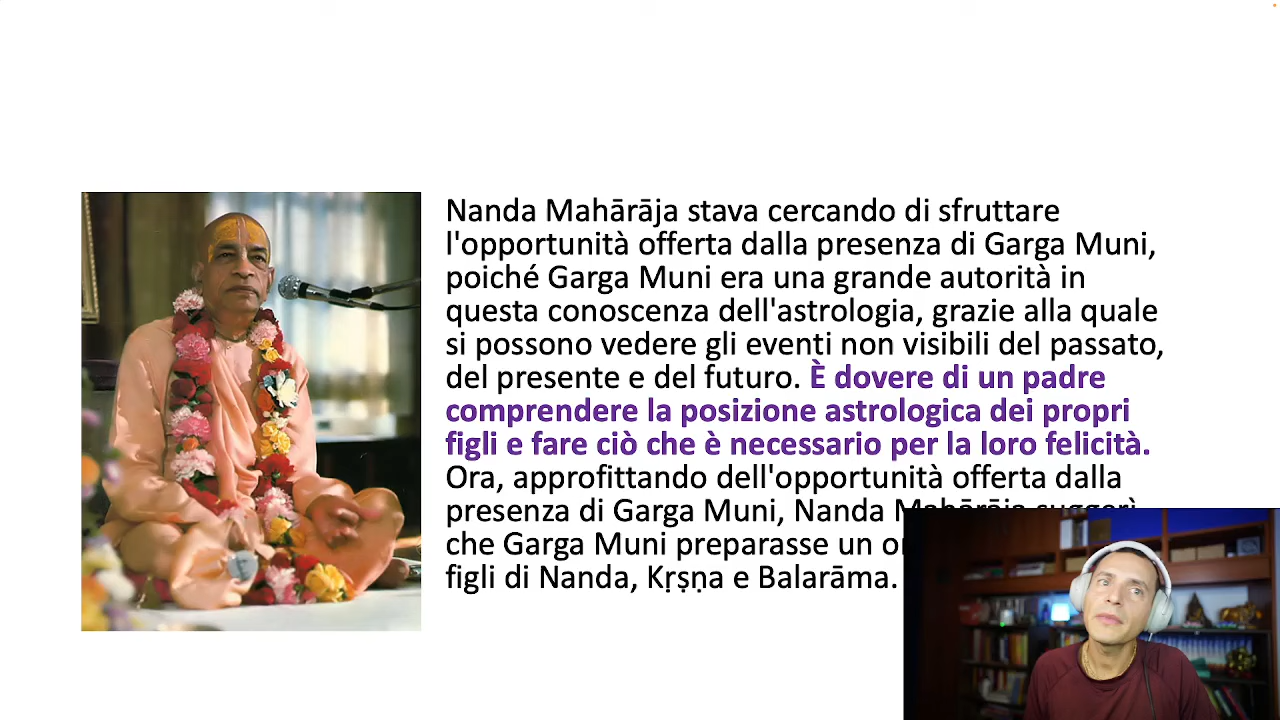 Nanda Mahārāja stava cercando di sfruttare
l'opportunità offerta dalla presenza di Garga Muni,
poiché Garga Muni era una grande autorità in
questa conoscenza dell'astrologia, grazie alla quale
si possono vedere gli eventi non visibili del passato,
del presente e del futuro. È dovere di un padre
comprendere la posizione astrologica dei propri
figli e fare ciò che è necessario per la loro felicità.
Ora, approfittando dell'opportunità offerta dalla
presenza di Garga Muni, Nanda Mahārāja suggerì
che Garga Muni preparasse un
figli di Nanda, Kṛṣṇa e Balarāma.